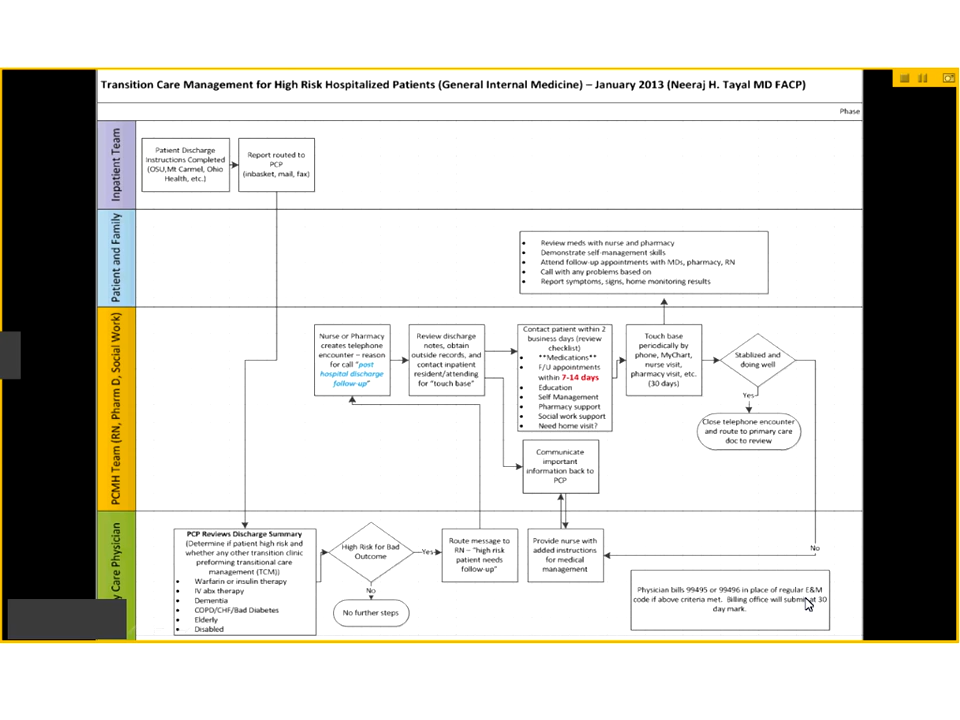 Transition Care Management for High Risk Hospitalized Patients (General Internal Medicine) – January 2013 (Neeraj H. Tayal MD FACP)
Phase
Inpatient Team
Patient Discharge
Instructions Completed
(OSU,Mt Carmel, Ohio
Health, etc.)
Report routed to
PCP
(inbasket, mail, fax)
Patient and Family
• Review meds with nurse and pharmacy
• Demonstrate self-management skills
• Attend follow-up appointments with MDs, pharmacy, RN
• Call with any problems based on
• Report symptoms, signs, home monitoring results
PCMH Team (RN, Pharm D, Social Work)
Nurse or Pharmacy
creates telephone
encounter – reason
for call "post
hospital discharge
follow-up"
Review discharge
notes, obtain
outside records, and
contact inpatient
resident/attending
for "touch base"
Contact patient within 2
business days (review
checklist)
• **Medications**
• F/U appointments
within 7-14 days
• Education
• Self Management
• Pharmacy support
• Social work support
• Need home visit?
Touch base
periodically by
phone, MyChart,
nurse visit,
pharmacy visit, etc.
(30 days)
Stablized and
doing well
Yes
Close telephone encounter
and route to primary care
doc to review
Communicate
important
information back to
PCP
y Care Physician
PCP Reviews Discharge Summary
(Determine if patient high risk and
whether any other transition clinic
preforming transitional care
management (TCM))
• Warfarin or insulin therapy
• IV abx therapy
• Dementia
• COPD/CHF/Bad Diabetes
• Elderly
• Disabled
High Risk for Bad
Outcome
Yes
No
No further steps
Route message to
RN – "high risk
patient needs
follow-up"
Provide nurse with
added instructions
for medical
management
No
Physician bills 99495 or 99496 in place of regular E&M
code if above criteria met. Billing office will submit at 30
day mark.